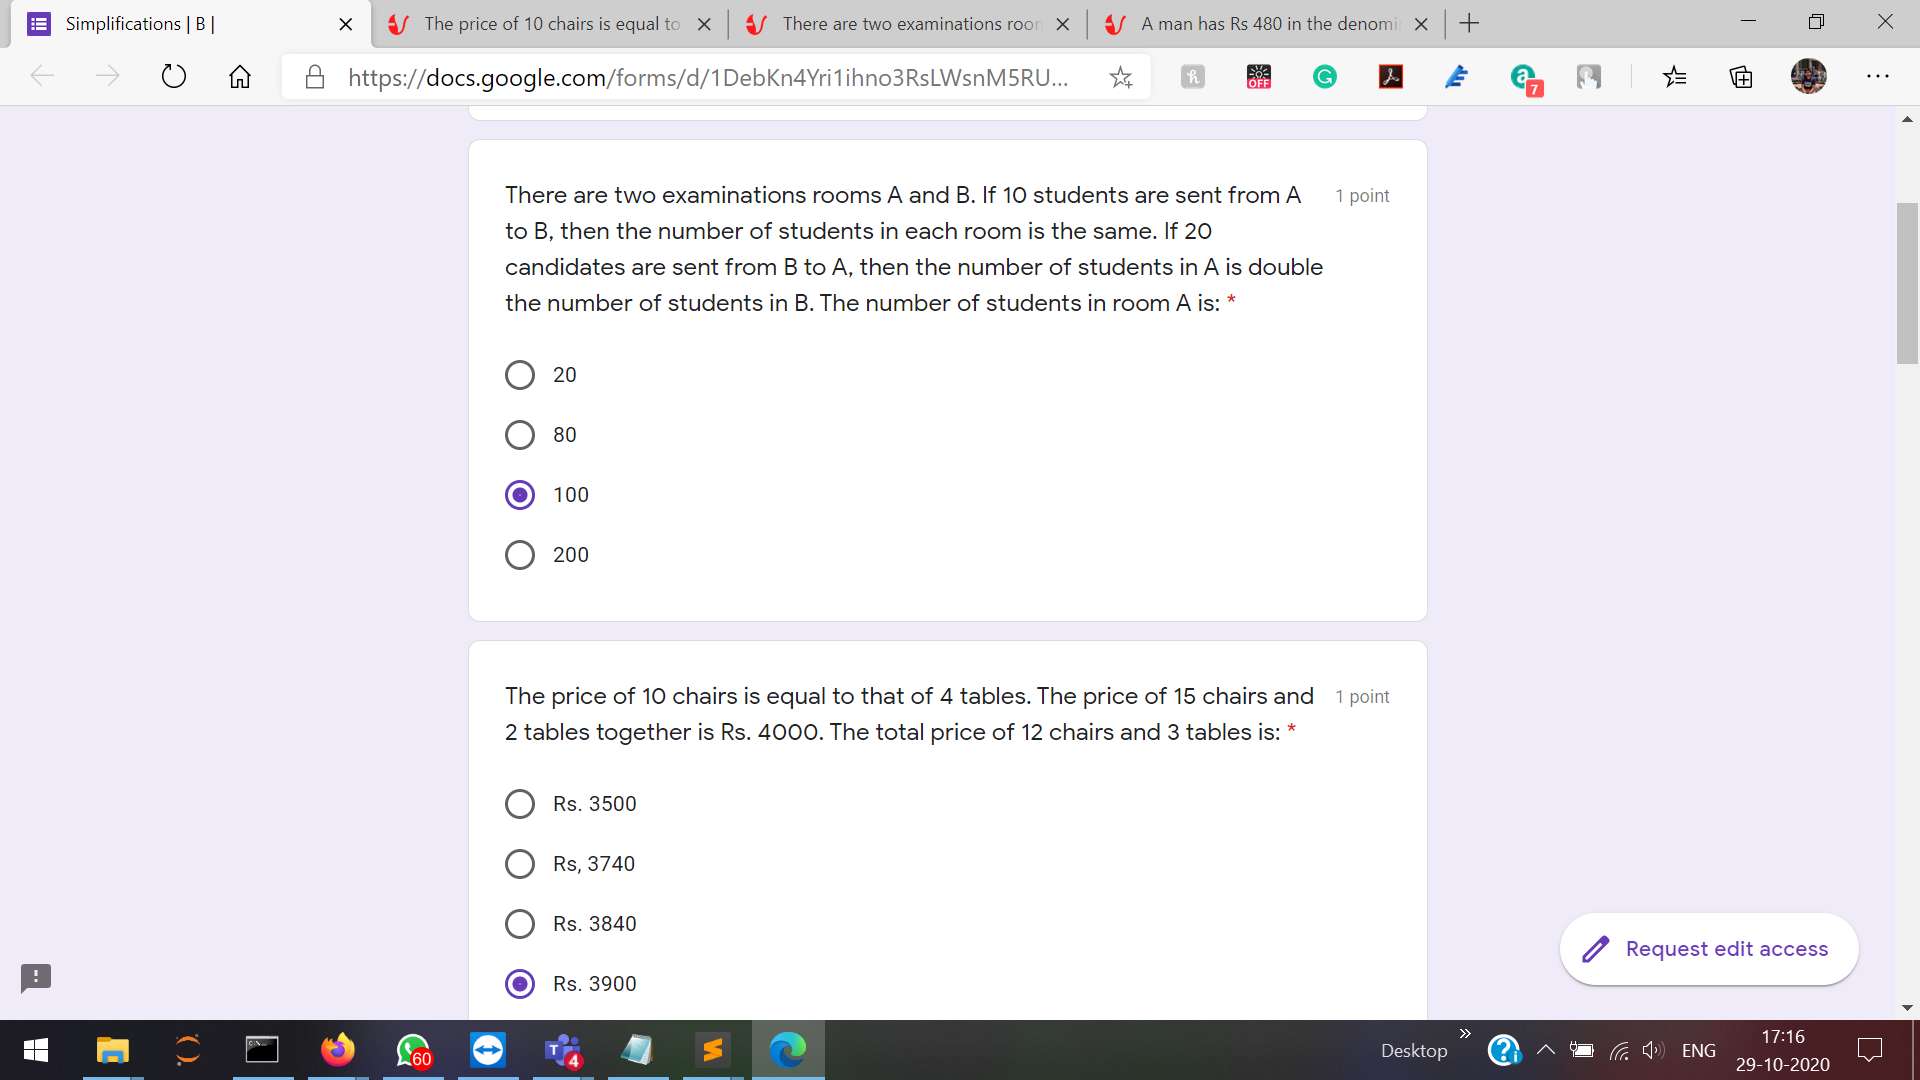 Simplifications | B |
The price of 10 chairs is equal to
There are two examinations room
A man has Rs 480 in the denomi
https://docs.google.com/forms/d/1DebKn4Yri1ihno3RsLWsnM5RU...
OFF
7
There are two examinations rooms A and B. If 10 students are sent from A
1 point
to B, then the number of students in each room is the same. If 20
candidates are sent from B to A, then the number of students in A is double
the number of students in B. The number of students in room A is: *
20
80
100
200
The price of 10 chairs is equal to that of 4 tables. The price of 15 chairs and
1 point
2 tables together is Rs. 4000. The total price of 12 chairs and 3 tables is: *
Rs. 3500
Rs, 3740
Rs. 3840
Rs. 3900
Request edit access
60
4
Desktop
ENG
17:16
29-10-2020